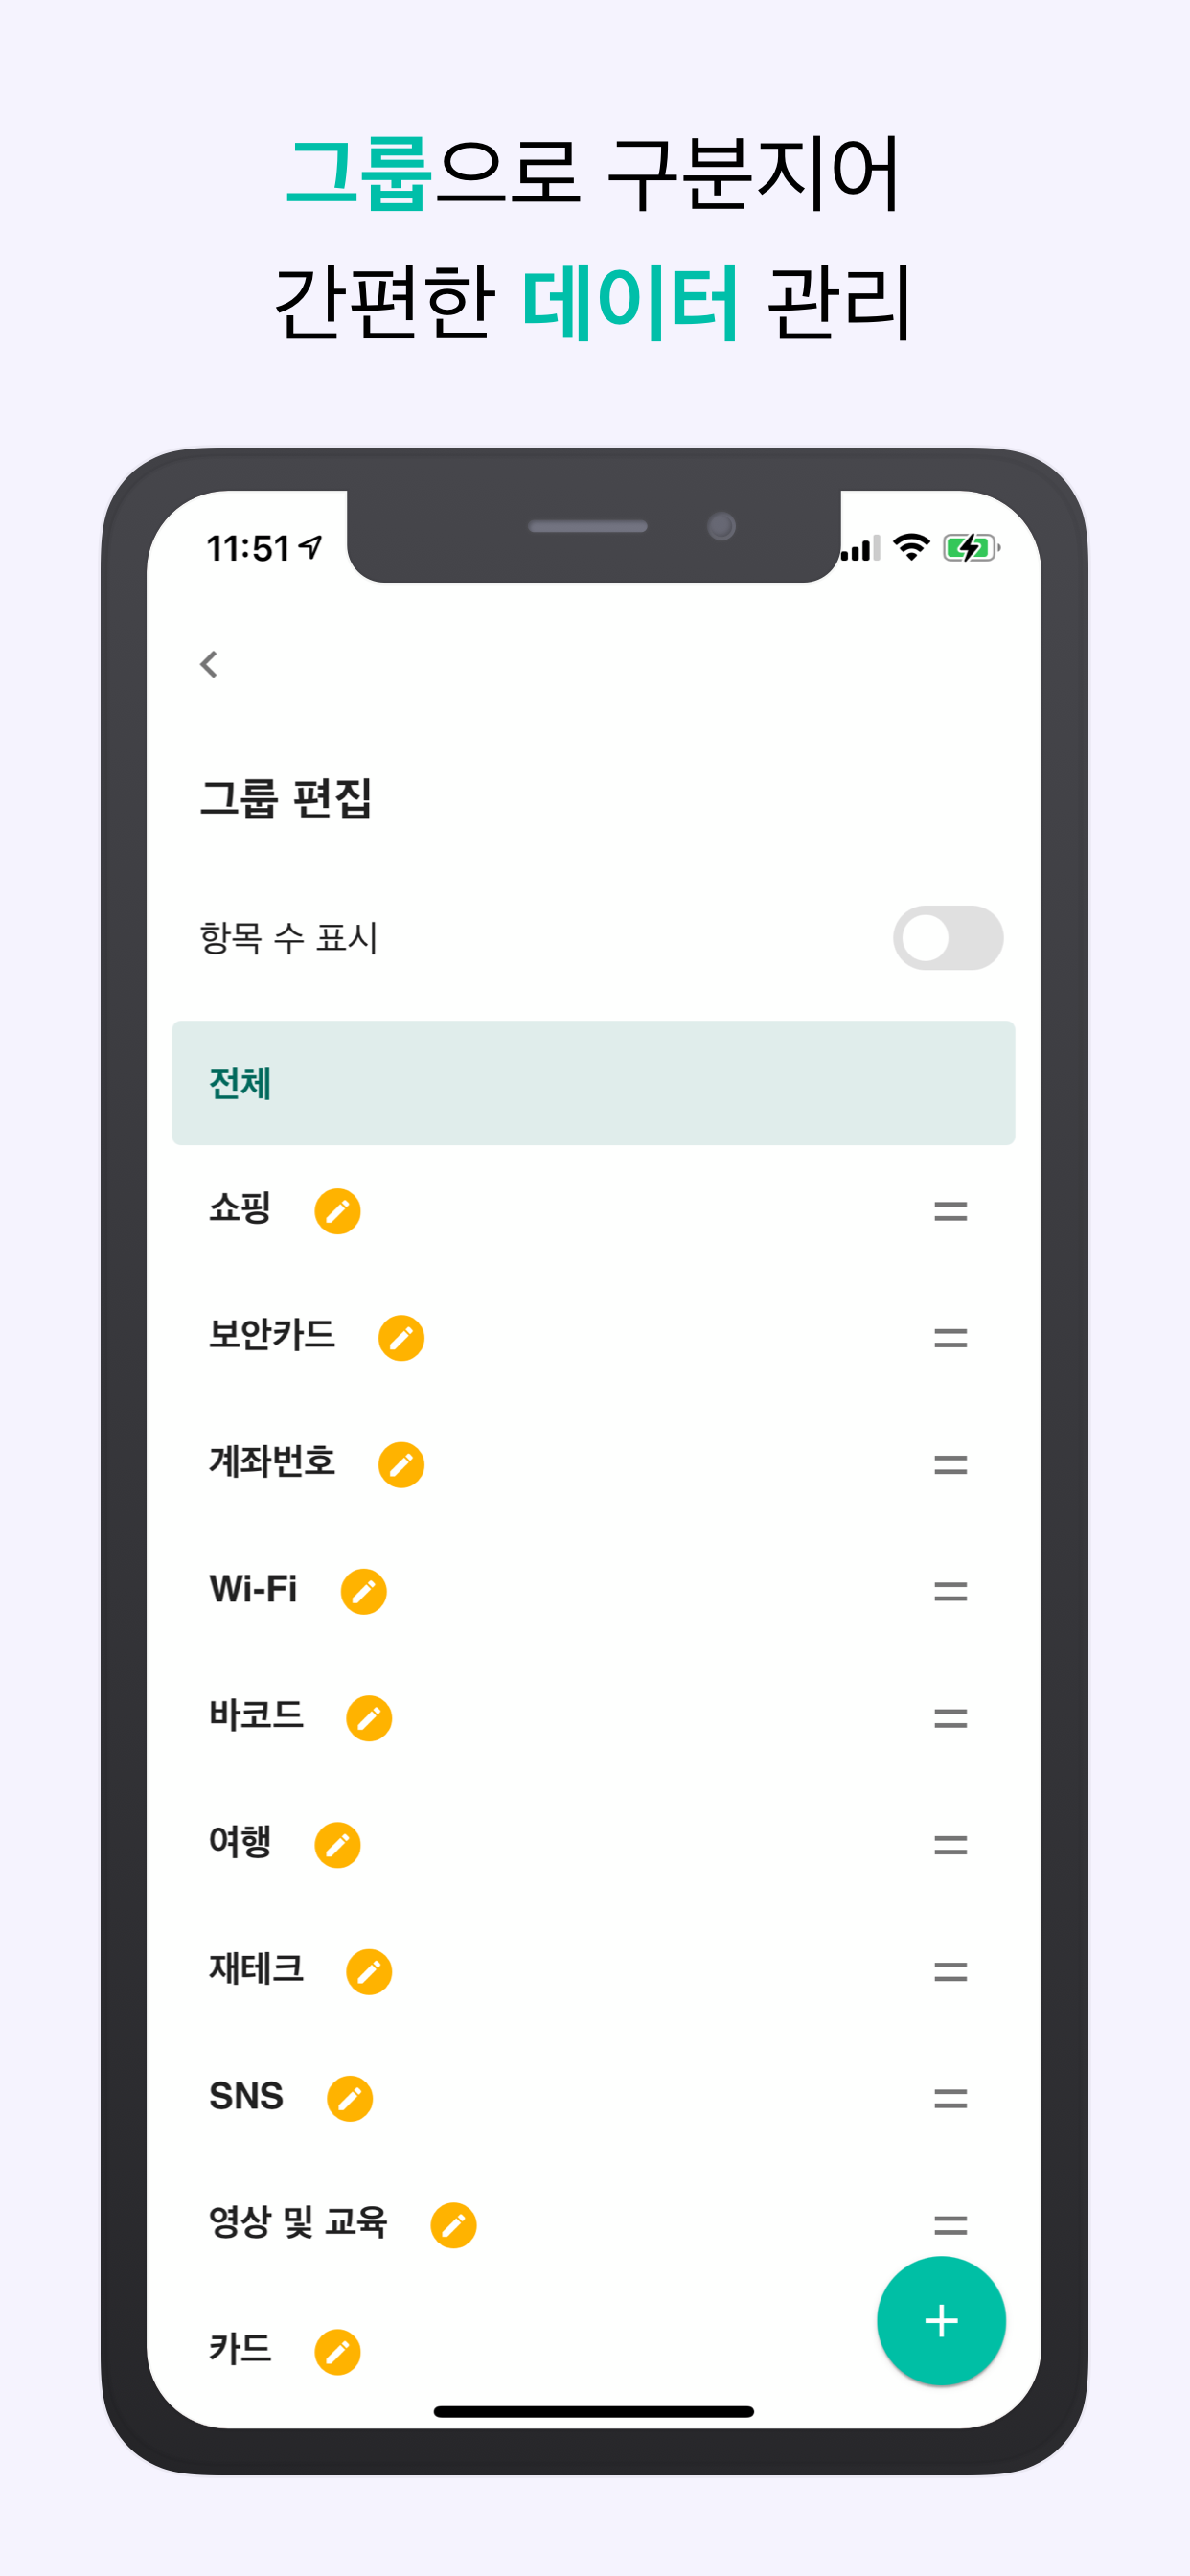 그룹으로 구분지어
간편한 데이터 관리
11:51
그룹 편집
항목 수 표시
전체
쇼핑
보안카드
계좌번호
Wi-Fi
바코드
여행
재테크
SNS
영상 및 교육
카드